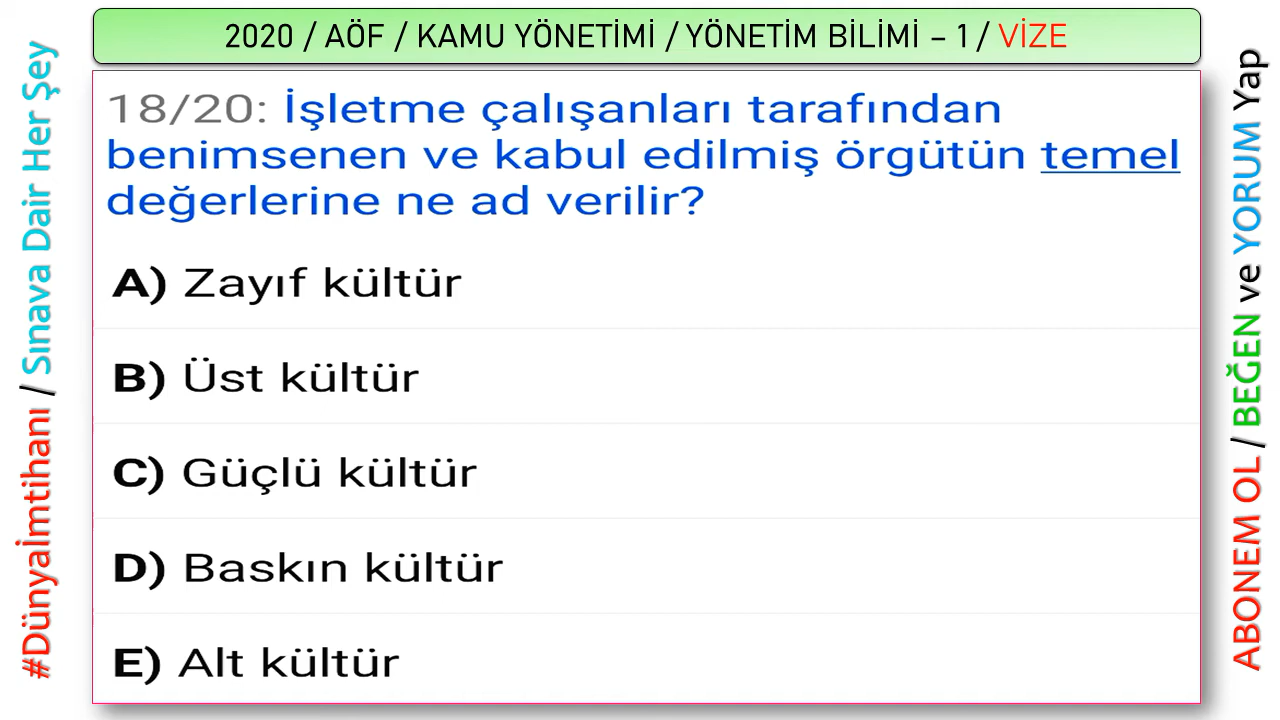 2020 / AÖF / KAMU YÖNETİMİ / YÖNETİM BİLİMİ – 1 / VİZE
#Dünyaİmtihanı / Sınava Dair Her Şey
18/20: İşletme çalışanları tarafından
benimsenen ve kabul edilmiş örgütün temel
değerlerine ne ad verilir?
A) Zayıf kültür
B) Üst kültür
C) Güçlü kültür
D) Baskın kültür
E) Alt kültür
ABONEM OL / BEĞEN ve YORUM Yap